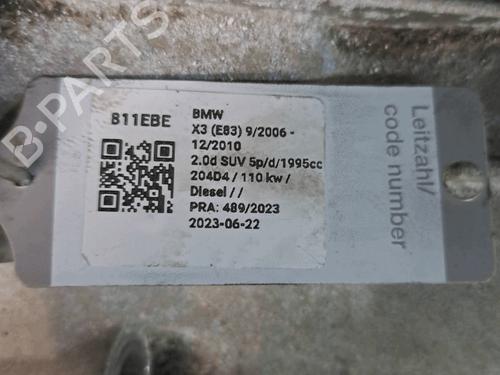 B-PARTS
B11EBE
BMW
X3 (E83) 9/2006 -
12/2010
2.0d SUV 5p/d/1995cc
204D4 / 110 kw /
Diesel / /
PRA: 489/2023
2023-06-22
Leitzahl/
code number